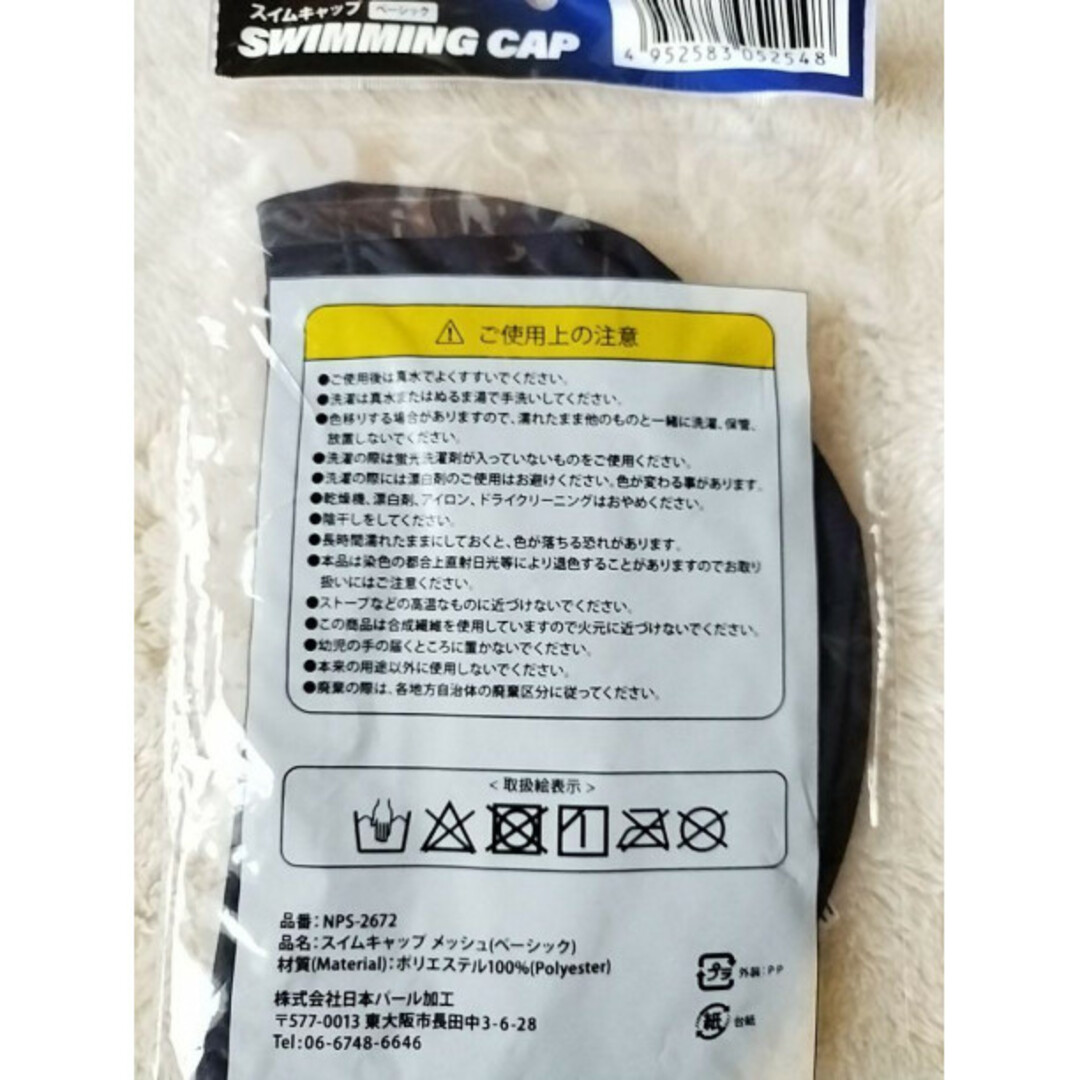 スイムキャップ ベーシック
SWIMMING CAP
4 952583 052548
ご使用上の注意
●ご使用後は真水でよくすすいでください。
●洗濯は真水またはぬるま湯で手洗いしてください。
●色移りする場合がありますので、濡れたまま他のものと一緒に洗濯、保管、
放置しないでください。
●洗濯の際は蛍光洗濯剤が入っていないものをご使用ください。
●洗濯の際には漂白剤のご使用はお避けください。色が変わる事があります。
●乾燥機、漂白剤、アイロン、ドライクリーニングはおやめください。
●陰干しをしてください。
●長時間濡れたままにしておくと、色が落ちる恐れがあります。
●本品は染色の都合上直射日光等により退色することがありますのでお取り
扱いにはご注意ください。
●ストーブなどの高温なものに近づけないでください。
●この商品は合成繊維を使用していますので火元に近づけないでください。
●幼児の手の届くところに置かないでください。
●本来の用途以外に使用しないでください。
●廃棄の際は、各地方自治体の廃棄区分に従ってください。
<取扱絵表示>
品番：NPS-2672
品名：スイムキャップ メッシュ(ベーシック)
材質(Material)：ポリエステル100%(Polyester)
プラ 外装：PP
株式会社日本パール加工
〒577-0013 東大阪市長田中3-6-28
紙 台紙
Tel：06-6748-6646